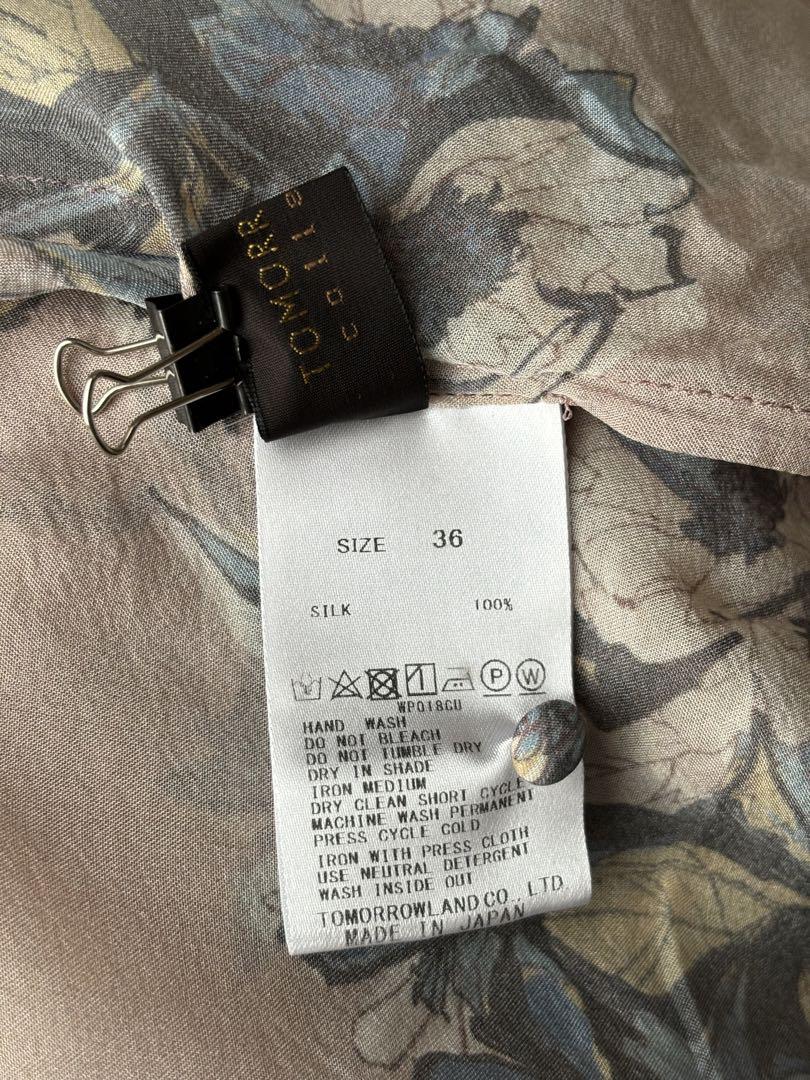 TOMORR
colle
SIZE 36
SILK 100%
P W
WP018CU
HAND WASH
DO NOT BLEACH
DO NOT TUMBLE DRY
DRY IN SHADE
IRON MEDIUM
DRY CLEAN SHORT CYCLE
MACHINE WASH PERMANENT
PRESS CYCLE COLD
IRON WITH PRESS CLOTH
USE NEUTRAL DETERGENT
WASH INSIDE OUT
TOMORROWLAND CO., LTD
MADE IN JAPAN